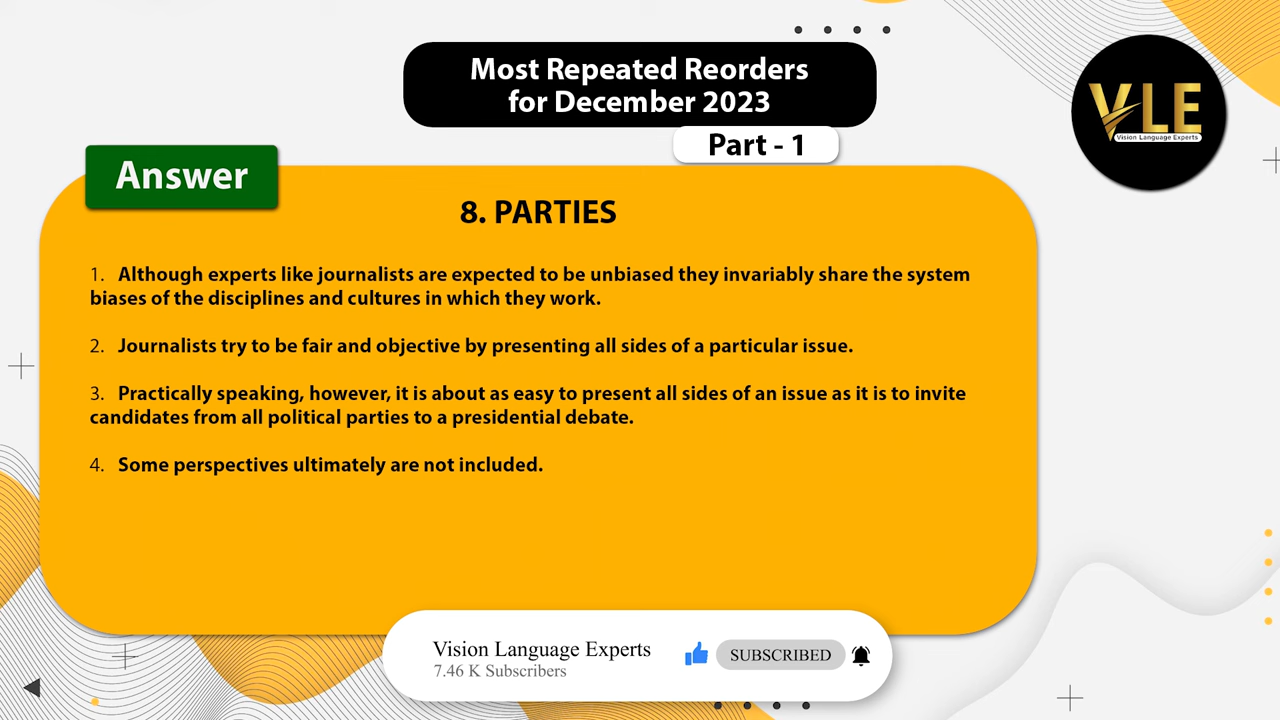 Most Repeated Reorders
for December 2023
Part - 1
VLE
Vision Language Experts
Answer
8. PARTIES
1. Although experts like journalists are expected to be unbiased they invariably share the system
biases of the disciplines and cultures in which they work.
2. Journalists try to be fair and objective by presenting all sides of a particular issue.
3. Practically speaking, however, it is about as easy to present all sides of an issue as it is to invite
candidates from all political parties to a presidential debate.
4. Some perspectives ultimately are not included.
Vision Language Experts
7.46 K Subscribers
SUBSCRIBED